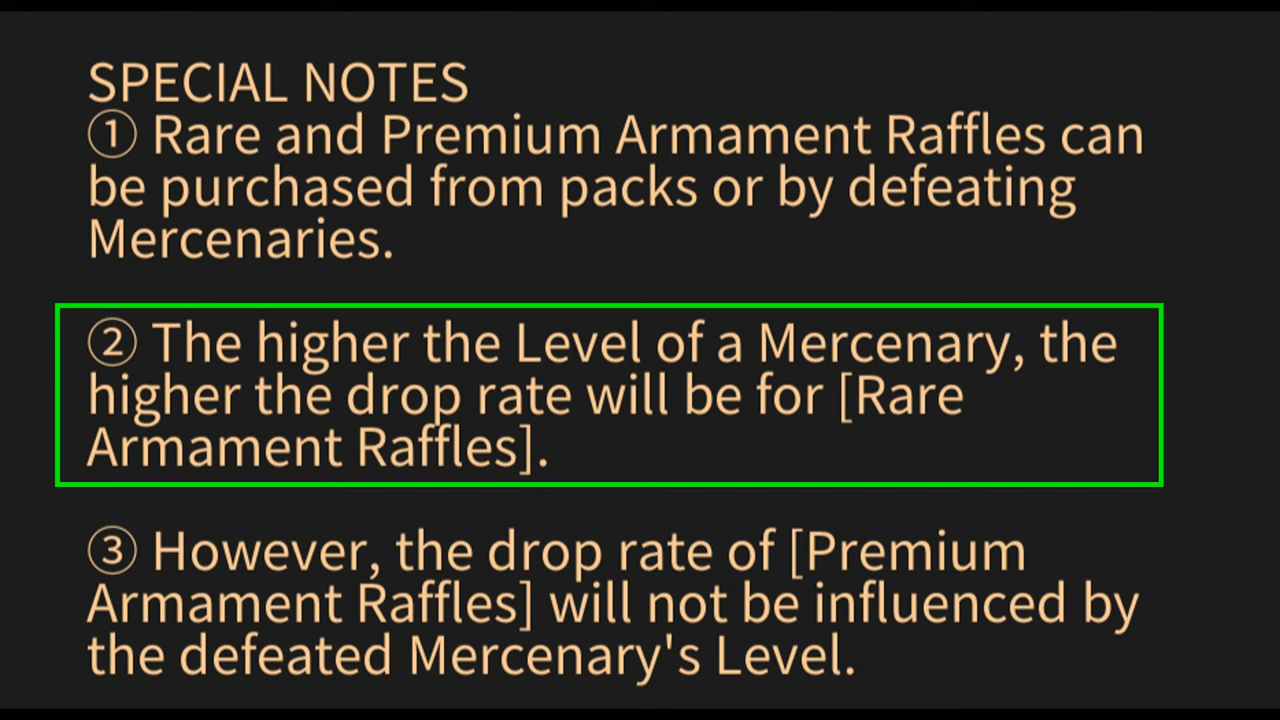 SPECIAL NOTES
① Rare and Premium Armament Raffles can
be purchased from packs or by defeating
Mercenaries.
② The higher the Level of a Mercenary, the
higher the drop rate will be for [Rare
Armament Raffles].
③ However, the drop rate of [Premium
Armament Raffles] will not be influenced by
the defeated Mercenary's Level.